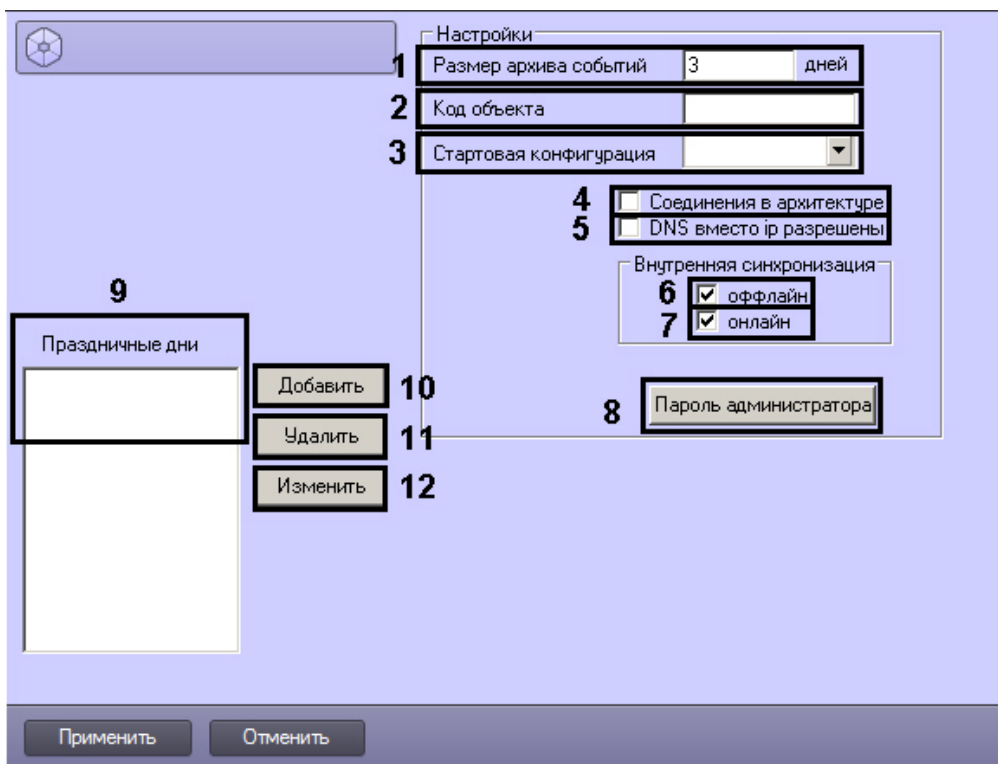 Настройки
1 Размер архива событий 3 дней
2 Код объекта
3 Стартовая конфигурация
4 Соединения в архитектуре
5 DNS вместо ip разрешены
Внутренняя синхронизация
6 оффлайн
7 онлайн
8 Пароль администратора
9
Праздничные дни
Добавить 10
Удалить 11
Изменить 12
Применить Отменить